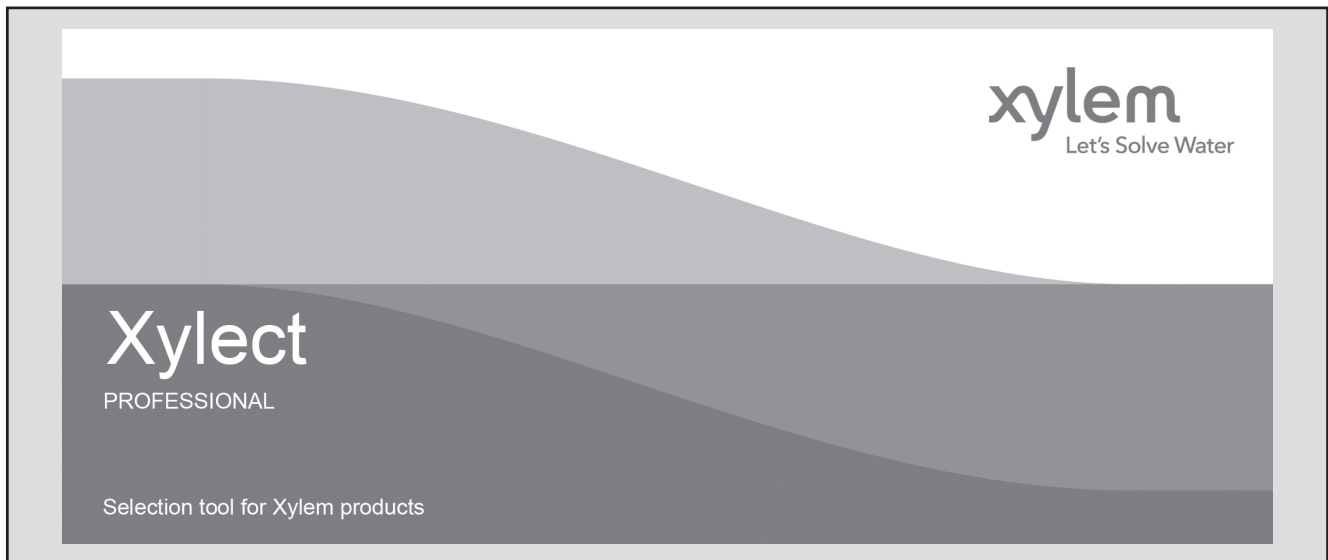 xylem
Let's Solve Water
Xylect
PROFESSIONAL
Selection tool for Xylem products